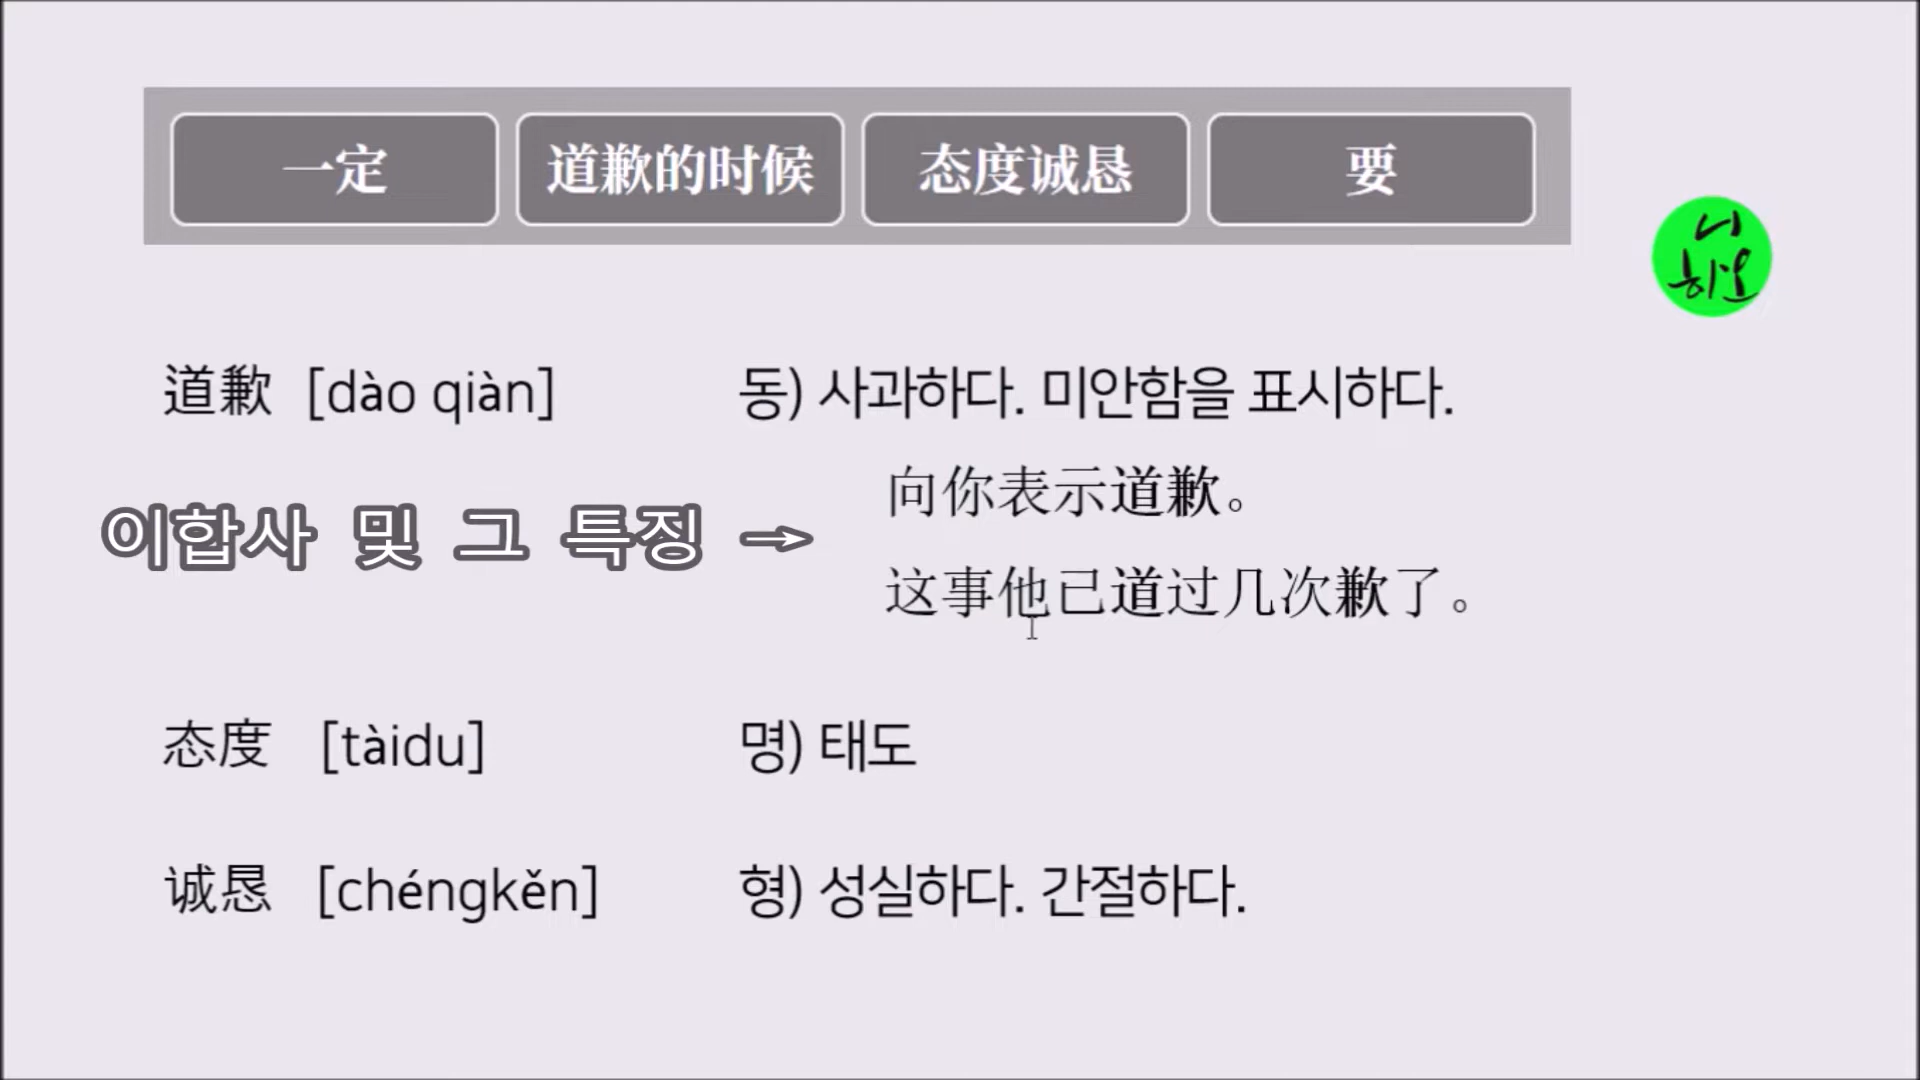 一定 道歉的时候 态度诚恳 要
니
하오
道歉 [dào qiàn] 동) 사과하다. 미안함을 표시하다.
向你表示道歉。
이합사 및 그 특징 →
这事他已道过几次歉了。
态度 [tàidu] 명) 태도
诚恳 [chéngkěn] 형) 성실하다. 간절하다.